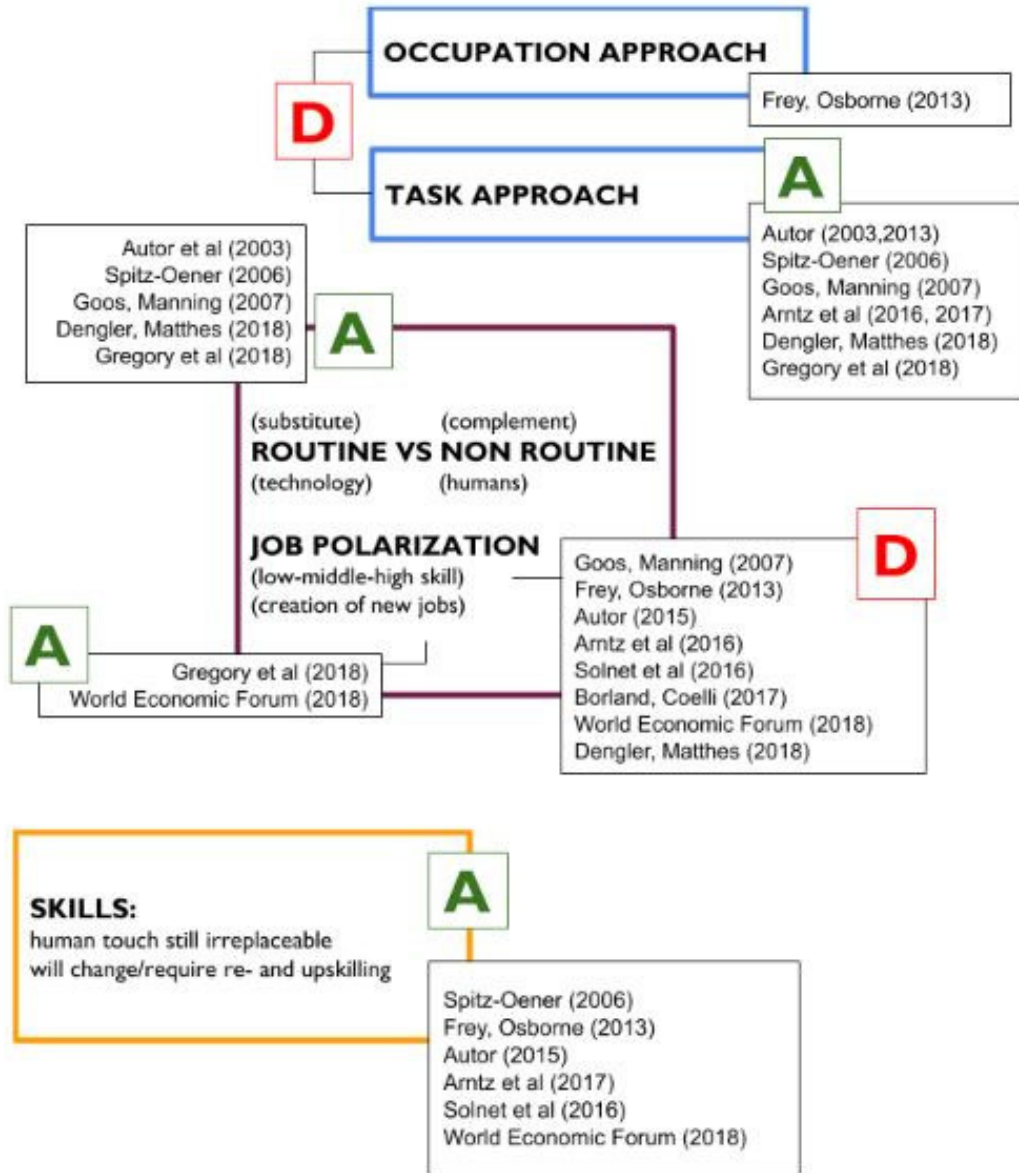 OCCUPATION APPROACH
Frey, Osborne (2013)
D
TASK APPROACH
A
Autor (2003,2013)
Spitz-Oener (2006)
Goos, Manning (2007)
Arntz et al (2016, 2017)
Dengler, Matthes (2018)
Gregory et al (2018)
Autor et al (2003)
Spitz-Oener (2006)
Goos, Manning (2007)
Dengler, Matthes (2018)
Gregory et al (2018)
A
(substitute) (complement)
ROUTINE VS NON ROUTINE
(technology) (humans)
JOB POLARIZATION
(low-middle-high skill)
(creation of new jobs)
D
Goos, Manning (2007)
Frey, Osborne (2013)
Autor (2015)
Arntz et al (2016)
Solnet et al (2016)
Borland, Coelli (2017)
World Economic Forum (2018)
Dengler, Matthes (2018)
A
Gregory et al (2018)
World Economic Forum (2018)
A
SKILLS:
human touch still irreplaceable
will change/require re- and upskilling
Spitz-Oener (2006)
Frey, Osborne (2013)
Autor (2015)
Arntz et al (2017)
Solnet et al (2016)
World Economic Forum (2018)